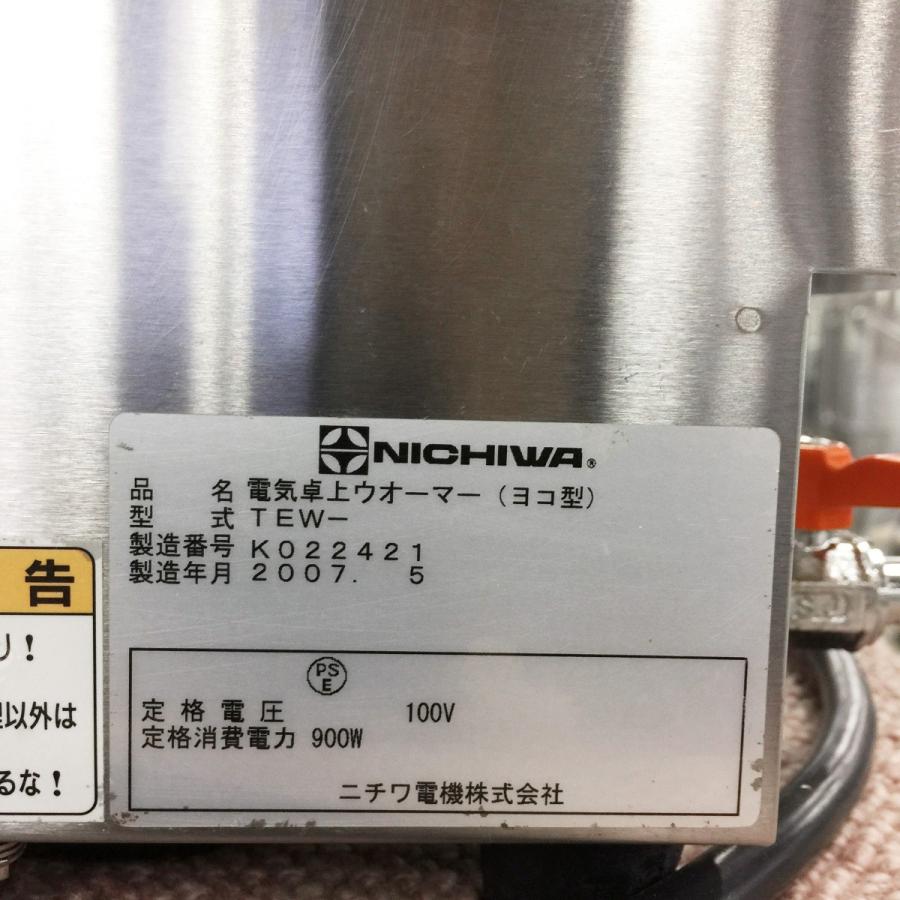 NICHIWA®
品 名 電気卓上ウオーマー（ヨコ型）
型 式 TEW-
製造番号 K022421
製造年月 2007. 5
PS
E
定格電圧 100V
定格消費電力 900W
ニチワ電機株式会社
告
り！
以外は
るな！